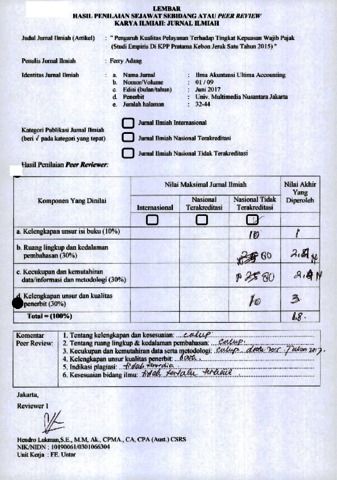 LEMBAR
HASIL PENILAIAN SEJAWAT SEBIDANG ATAU PEER REVIEW
KARYA ILMIAH: JURNAL ILMIAH
Judul Jurnal Ilmiah (Artikel) : "Pengaruh Kualitas Pelayanan Terhadap Tingkat Kepuasan Wajib Pajak
(Studi Empiris Di KPP Pratama Kebon Jeruk Satu Tahun 2015)"
Penulis Jurnal Ilmiah : Ferry Adang
Identitas Jurnal Ilmiah : a. Nama Jurnal : Ilmu Akuntansi Ultima Accounting
b. Nomor/Volume : 01 / 09
c. Edisi (bulan/tahun) : Juni 2017
d. Penerbit : Univ. Multimedia Nusantara Jakarta
e. Jumlah halaman : 32-44
Kategori Publikasi Jurnal Ilmiah
(beri √ pada kategori yang tepat)
Jurnal Ilmiah Internasional
Jurnal Ilmiah Nasional Terakreditasi
Jurnal Ilmiah Nasional Tidak Terakreditasi
Hasil Penilaian Peer Reviewer:
Komponen Yang Dinilai
Nilai Maksimal Jurnal Ilmiah
Nilai Akhir Yang Diperoleh
Internasional
Nasional Terakreditasi
Nasional Tidak Terakreditasi
a. Kelengkapan unsur isi buku (10%) 10 1
b. Ruang lingkup dan kedalaman
pembahasan (30%) 80
c. Kecukupan dan kemutahiran
data/informasi dan metodologi (30%) 80
d. Kelengkapan unsur dan kualitas
penerbit (30%) 10 3
Total = (100%)
Komentar Peer Review:
1. Tentang kelengkapan dan kesesuaian: cukup
2. Tentang ruang lingkup & kedalaman pembahasan: cukup
3. Kecukupan dan kemutahiran data serta metodologi: cukup
4. Kelengkapan unsur kualitas penerbit:
5. Indikasi plagiasi: tidak
6. Kesesuaian bidang ilmu: tidak
Jakarta,
Reviewer 1
Hendro Lukman, S.E., M.M, Ak., CPMA., CA, CPA (Aust.) CSRS
NIK/NIDN : 10190061/0301066304
Unit Kerja : FE. Untar